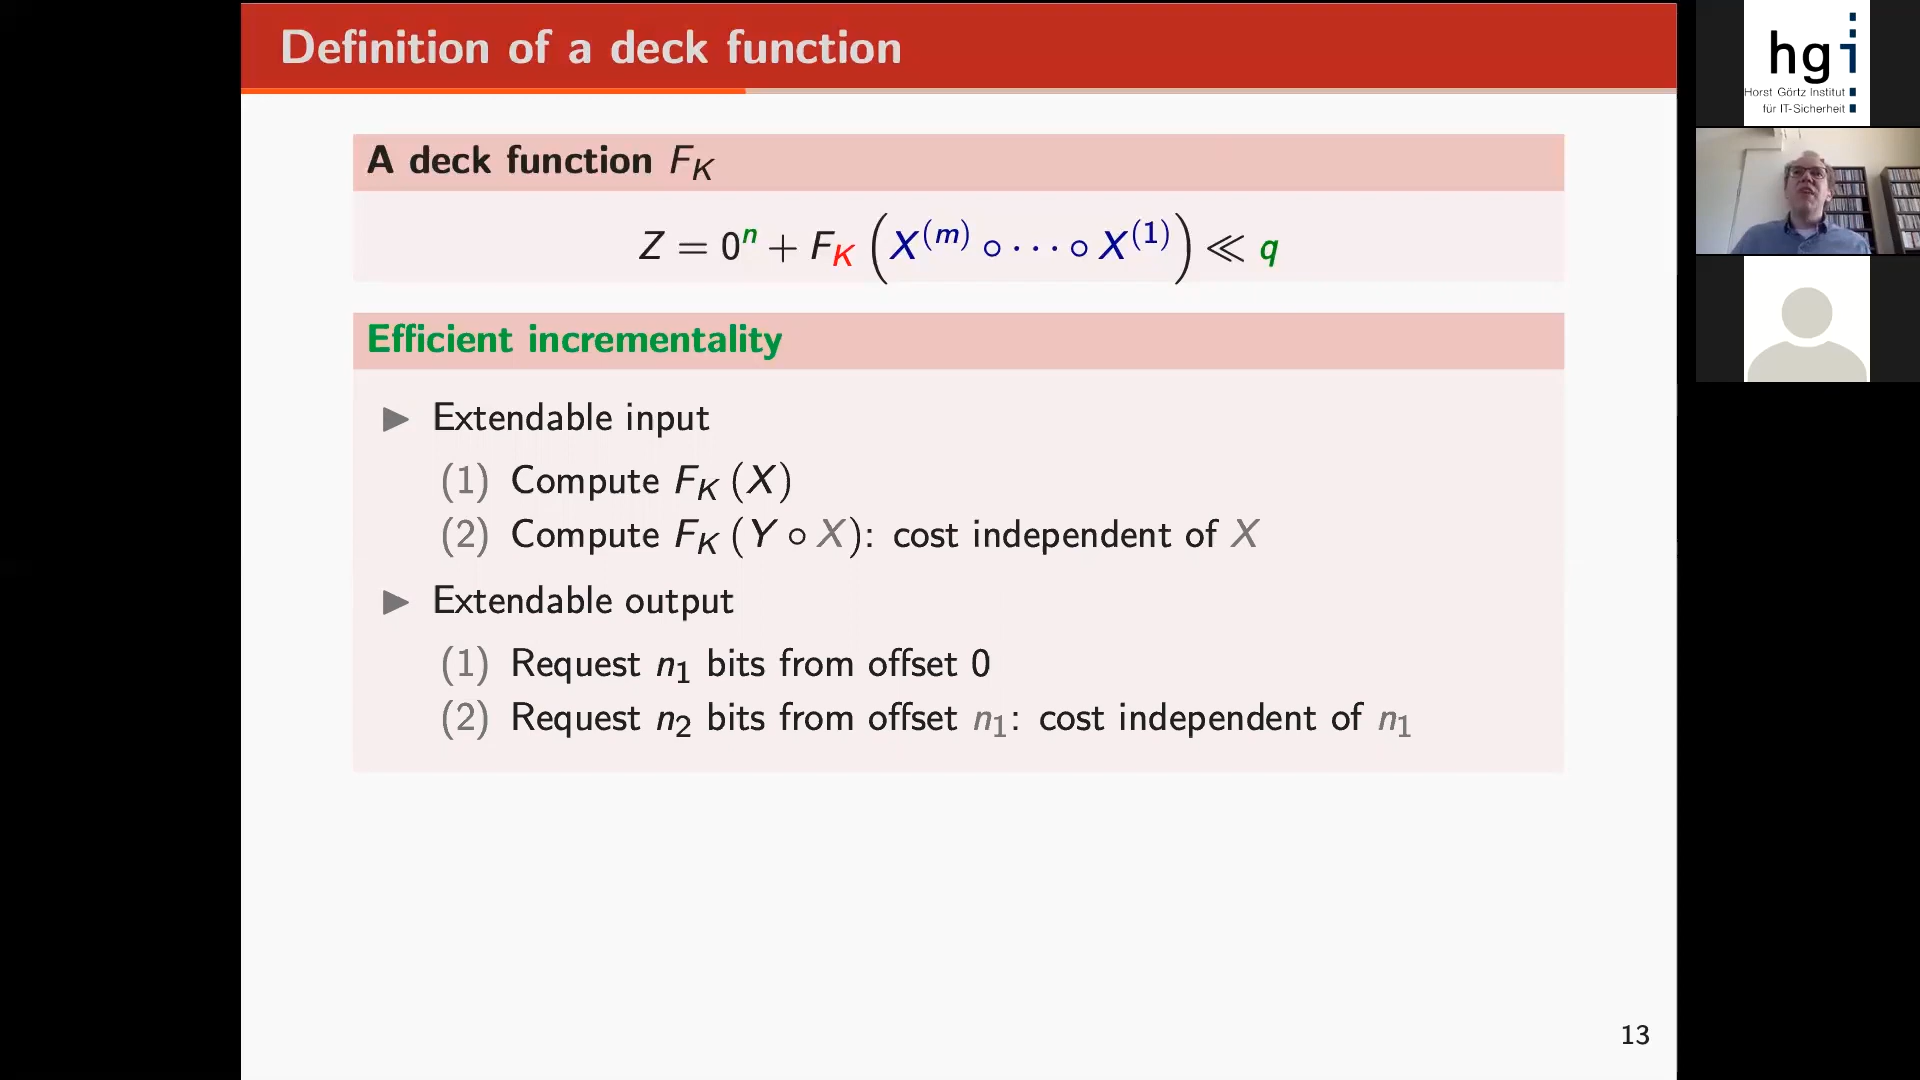 Definition of a deck function
A deck function F_K
Z = 0^n + F_K (X^(m) ∘ ⋯ ∘ X^(1)) ≪ q
Efficient incrementality
▶ Extendable input
(1) Compute F_K (X)
(2) Compute F_K (Y ∘ X): cost independent of X
▶ Extendable output
(1) Request n_1 bits from offset 0
(2) Request n_2 bits from offset n_1: cost independent of n_1
13
hgi
Horst Görtz Institut
für IT-Sicherheit